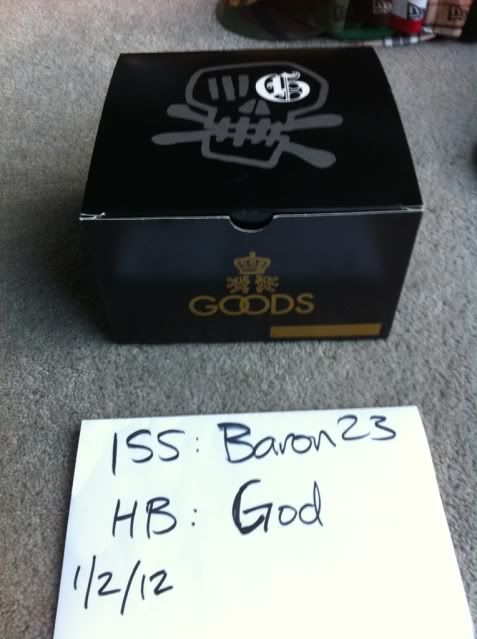 G
GOODS
ISS: Baron23
HB: God
1/2/12